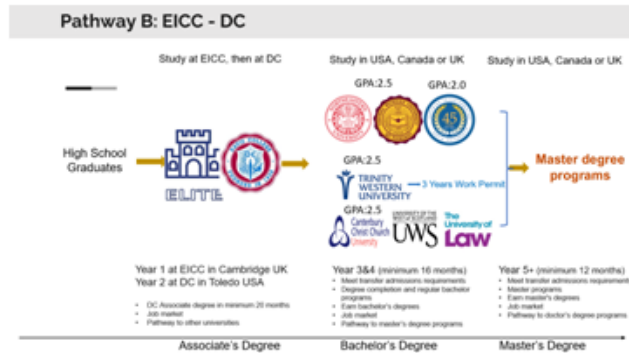 Pathway B: EICC - DC
Study at EICC, then at DC
Study in USA, Canada or UK
Study in USA, Canada or UK
GPA:2.5
GPA:2.0
45
High School
Graduates
ELITE
GPA:2.5
TRINITY
WESTERN
UNIVERSITY
3 Years Work Permit
Master degree
programs
GPA:2.5
Canterbury
Christ Church
University
UWS
The
University of
Law
Year 1 at EICC in Cambridge UK
Year 2 at DC in Toledo USA
• DC Associate degree in minimum 20 months
• Job market
• Pathway to other universities
Year 3&4 (minimum 16 months)
• Meet transfer admissions requirements
• Degree completion and regular bachelor
programs
• Earn bachelor's degrees
• Job market
• Pathway to master's degree programs
Year 5+ (minimum 12 months)
• Meet transfer admissions requirement
• Master programs
• Earn master's degrees
• Job market
• Pathway to doctor's degree programs
Associate's Degree
Bachelor's Degree
Master's Degree